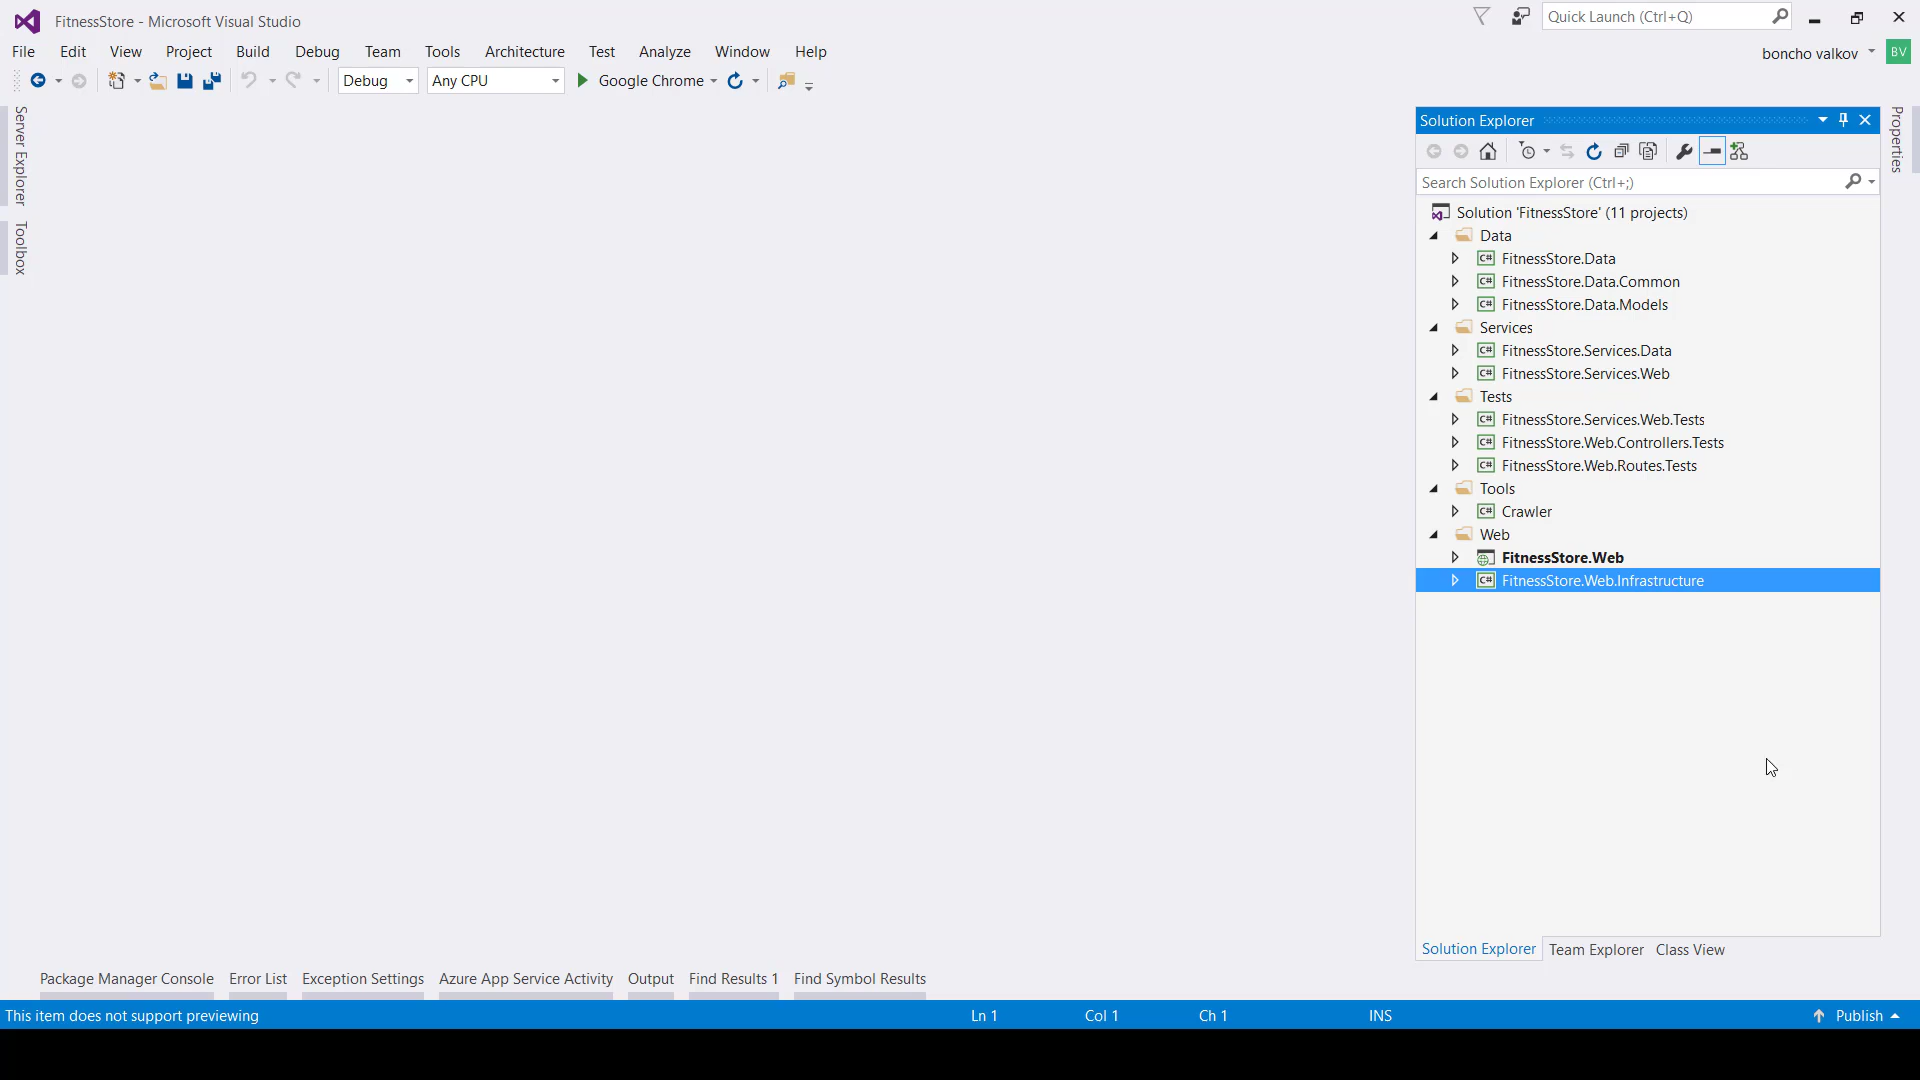 FitnessStore - Microsoft Visual Studio
Quick Launch (Ctrl+Q)
File Edit View Project Build Debug Team Tools Architecture Test Analyze Window Help
boncho valkov BV
Debug Any CPU Google Chrome
Server Explorer
Toolbox
Solution Explorer
Properties
Search Solution Explorer (Ctrl+;)
Solution 'FitnessStore' (11 projects)
Data
C# FitnessStore.Data
C# FitnessStore.Data.Common
C# FitnessStore.Data.Models
Services
C# FitnessStore.Services.Data
C# FitnessStore.Services.Web
Tests
C# FitnessStore.Services.Web.Tests
C# FitnessStore.Web.Controllers.Tests
C# FitnessStore.Web.Routes.Tests
Tools
C# Crawler
Web
FitnessStore.Web
C# FitnessStore.Web.Infrastructure
Solution Explorer Team Explorer Class View
Package Manager Console Error List Exception Settings Azure App Service Activity Output Find Results 1 Find Symbol Results
This item does not support previewing Ln 1 Col 1 Ch 1 INS Publish